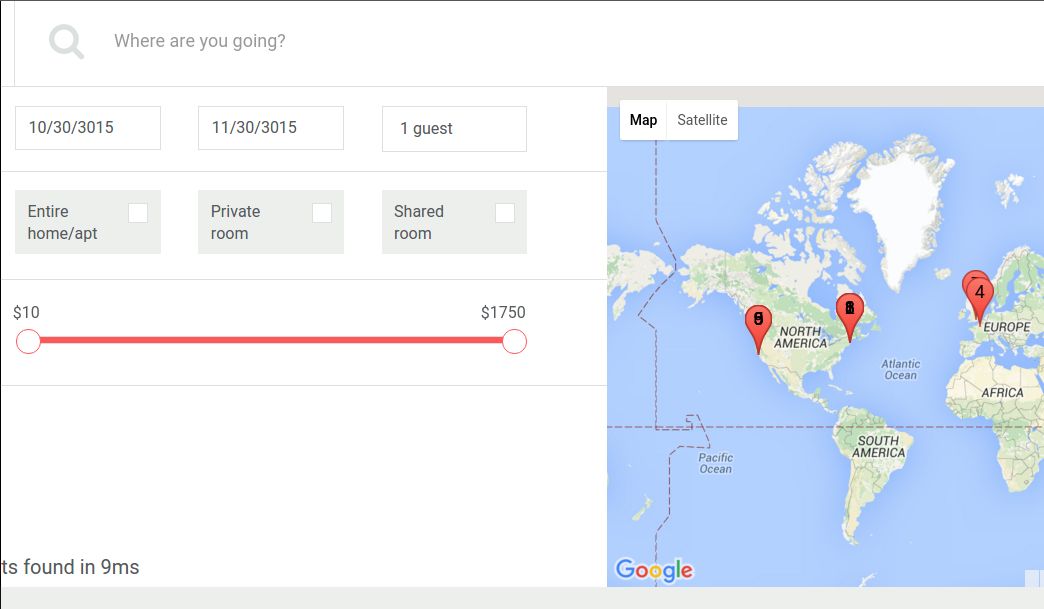 Where are you going?
10/30/3015
11/30/3015
1 guest
Entire
home/apt
Private
room
Shared
room
$10
$1750
ts found in 9ms
Map
Satellite
4
NORTH
AMERICA
EUROPE
Atlantic
Ocean
AFRICA
SOUTH
AMERICA
Pacific
Ocean
Google